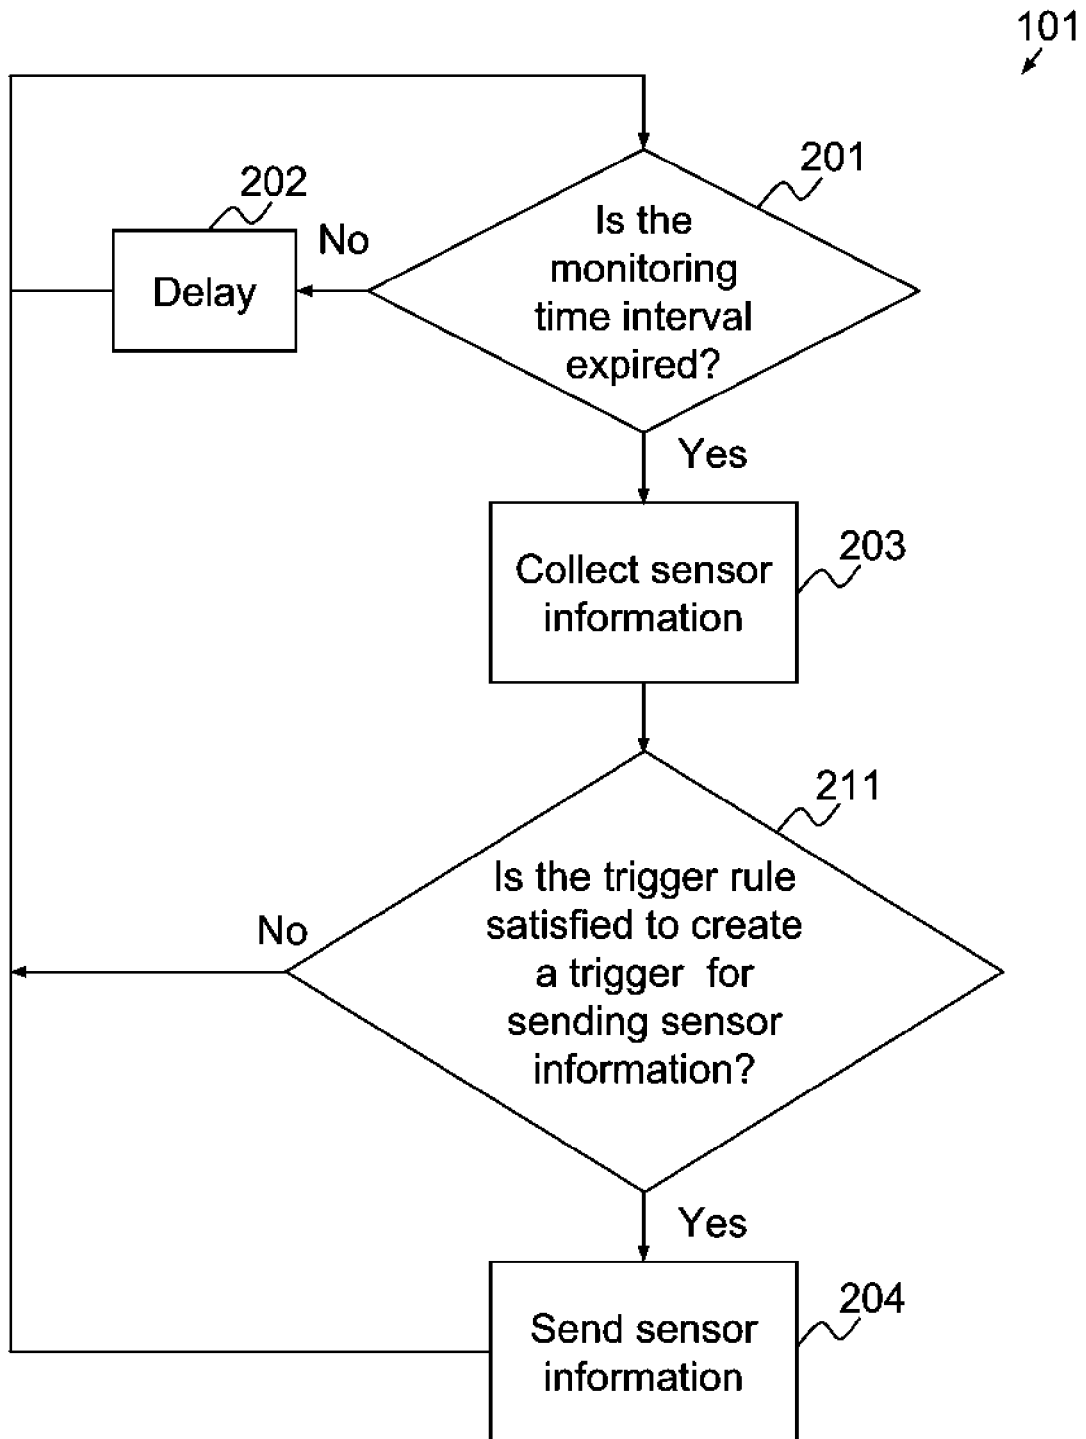 101
201
202
No
Is the
monitoring
time interval
expired?
Delay
Yes
Collect sensor
information
203
211
Is the trigger rule
satisfied to create
a trigger for
sending sensor
information?
No
Yes
Send sensor
information
204